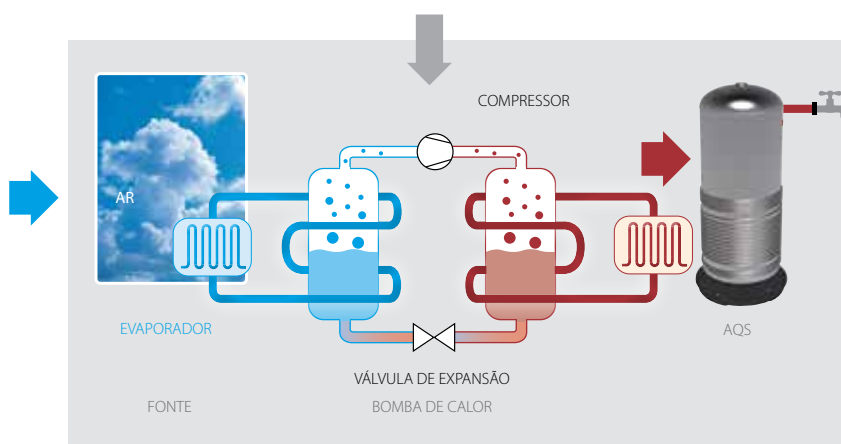 COMPRESSOR
AR
EVAPORADOR
AQS
VÁLVULA DE EXPANSÃO
FONTE
BOMBA DE CALOR